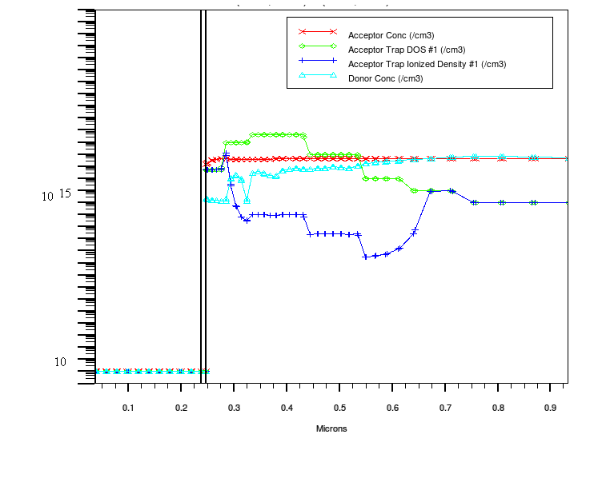 Acceptor Conc (/cm3)
Acceptor Trap DOS #1 (/cm3)
Acceptor Trap Ionized Density #1 (/cm3)
Donor Conc (/cm3)
10 15
10
0.1 0.2 0.3 0.4 0.5 0.6 0.7 0.8 0.9
Microns